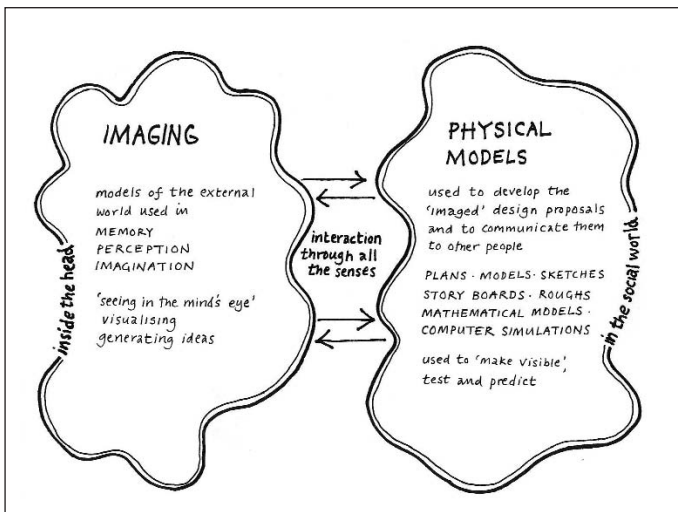 IMAGING
models of the external
world used in
MEMORY
PERCEPTION
IMAGINATION
'seeing in the mind's eye'
visualising
generating ideas
inside the head
interaction
through all
the senses
PHYSICAL
MODELS
used to develop the
'imaged' design proposals
and to communicate them
to other people
PLANS · MODELS · SKETCHES
STORY BOARDS · ROUGHS
MATHEMATICAL MODELS ·
COMPUTER SIMULATIONS
used to 'make visible',
test and predict
in the social world